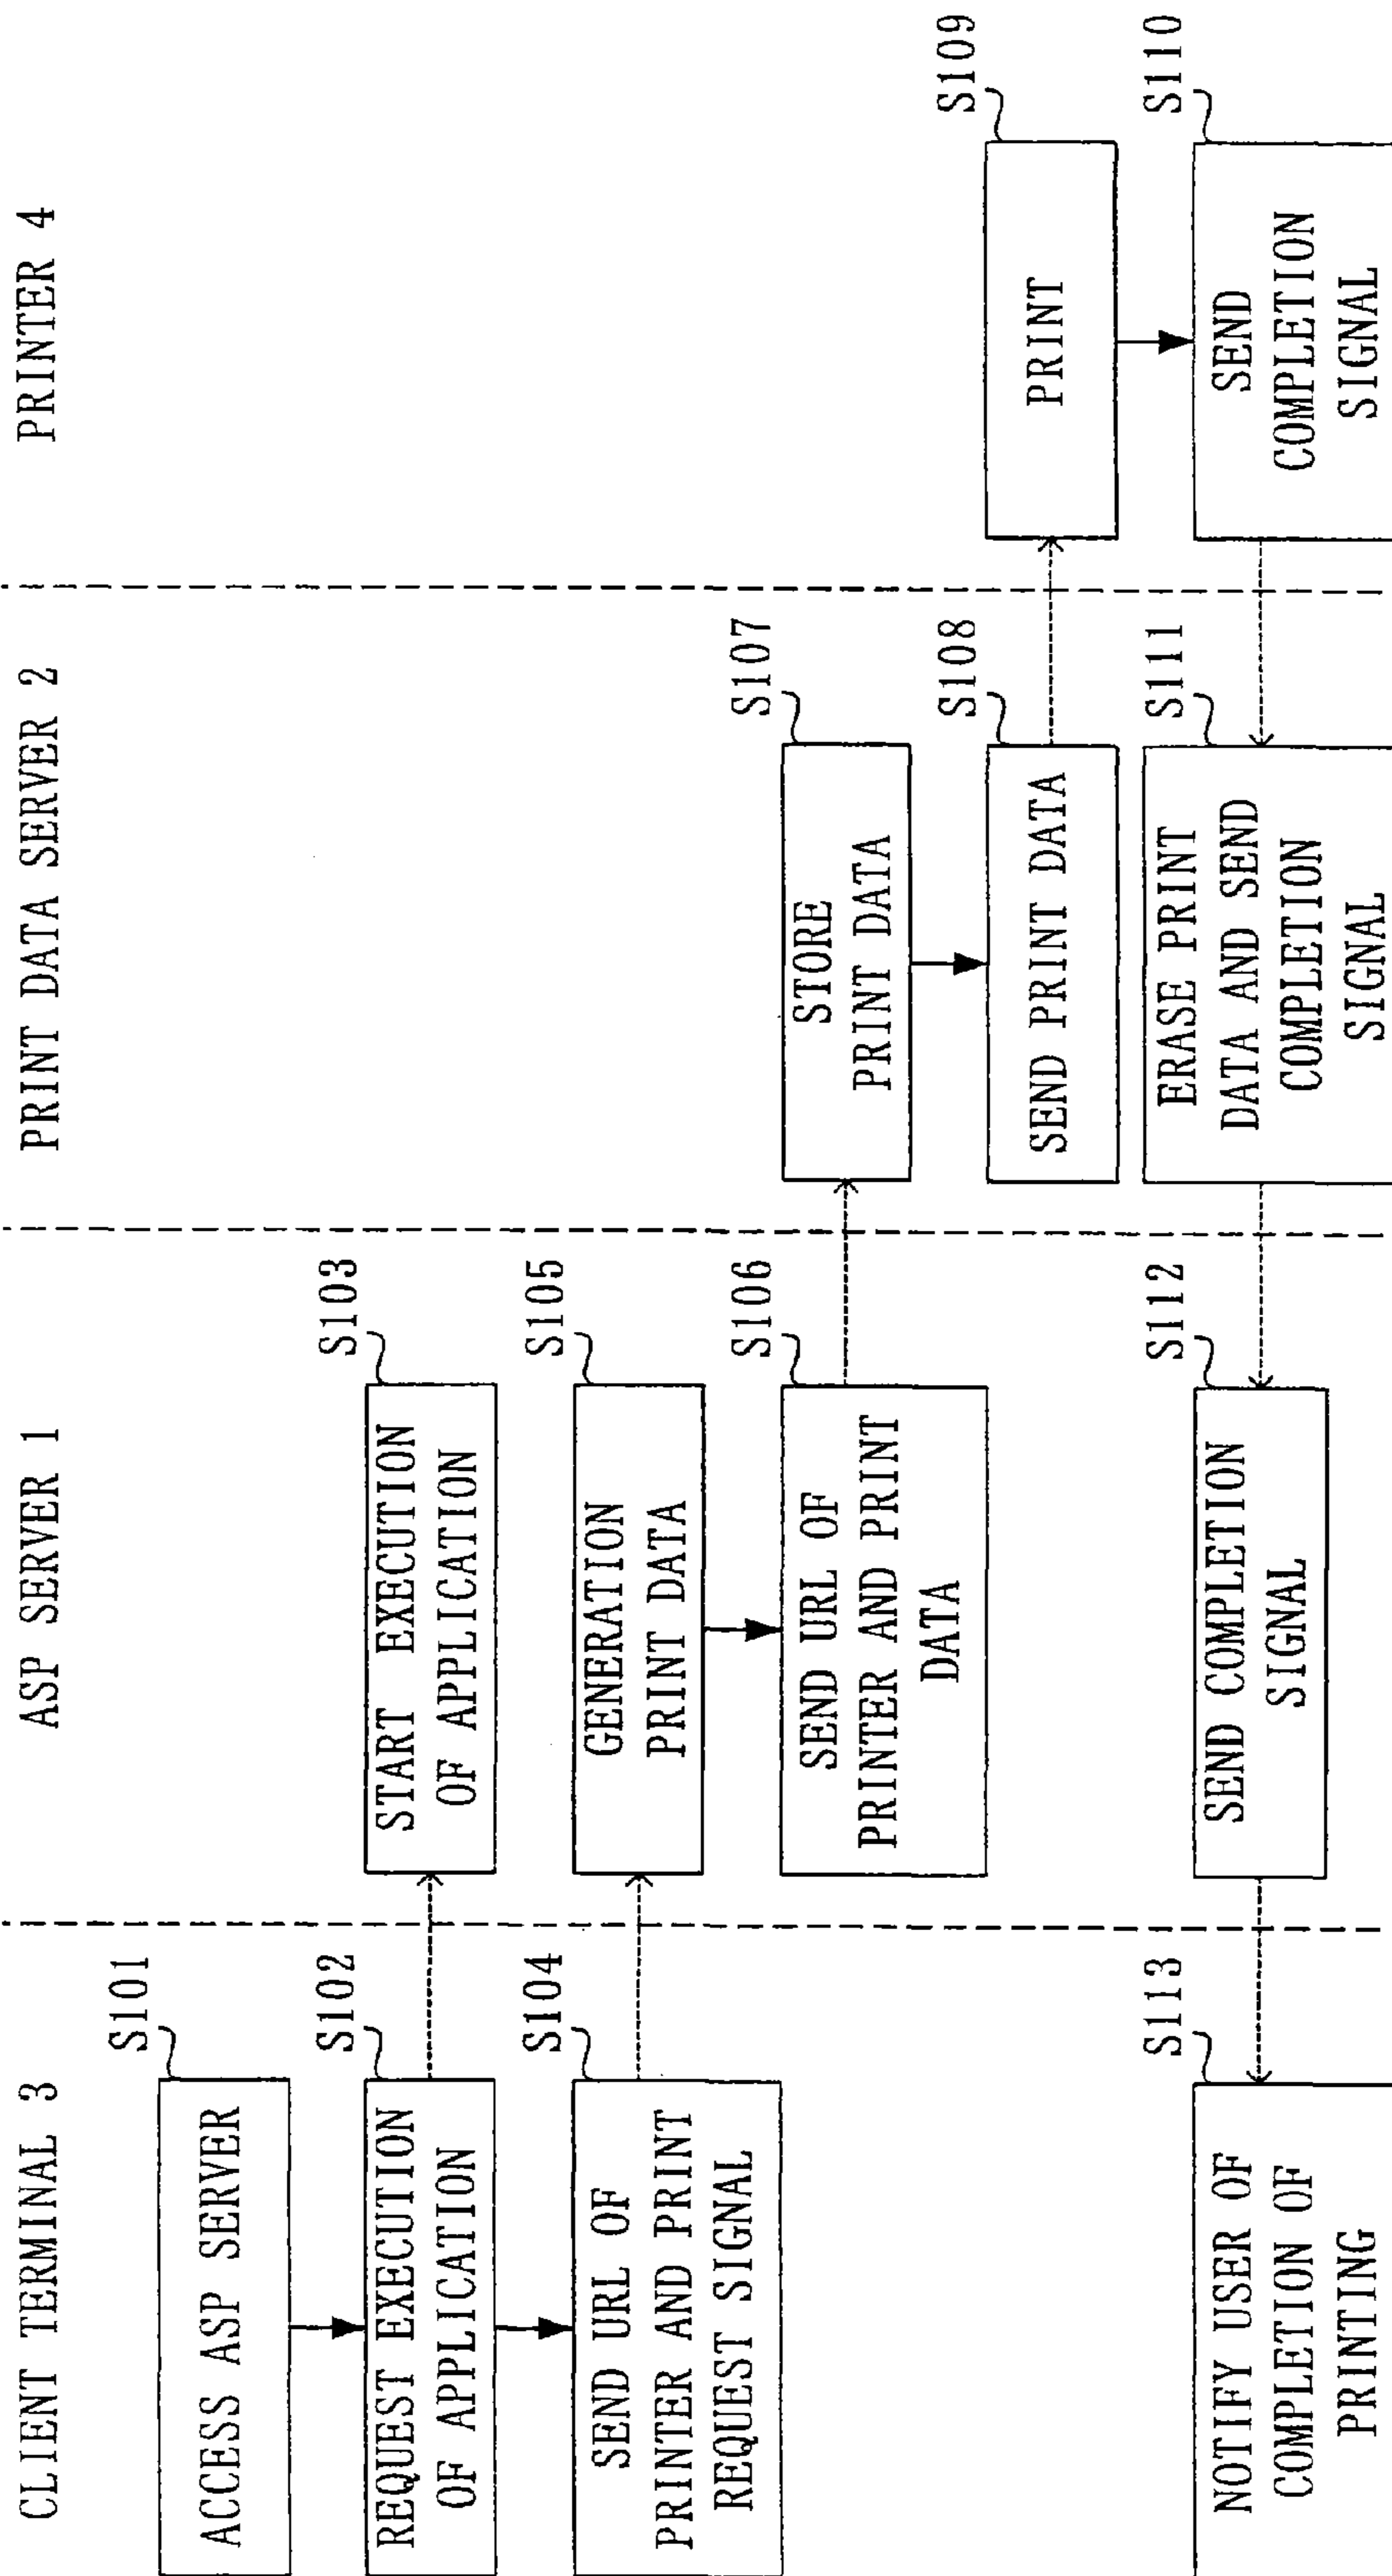 CLIENT TERMINAL 3
ASP SERVER 1
PRINT DATA SERVER 2
PRINTER 4
S101
ACCESS ASP SERVER
S102
REQUEST EXECUTION
OF APPLICATION
S103
START EXECUTION
OF APPLICATION
S104
SEND URL OF
PRINTER AND PRINT
REQUEST SIGNAL
S105
GENERATION
PRINT DATA
S106
SEND URL OF
PRINTER AND PRINT
DATA
S107
STORE
PRINT DATA
S108
SEND PRINT DATA
S109
PRINT
S110
SEND
COMPLETION
SIGNAL
S111
ERASE PRINT
DATA AND SEND
COMPLETION
SIGNAL
S112
SEND COMPLETION
SIGNAL
S113
NOTIFY USER OF
COMPLETION OF
PRINTING